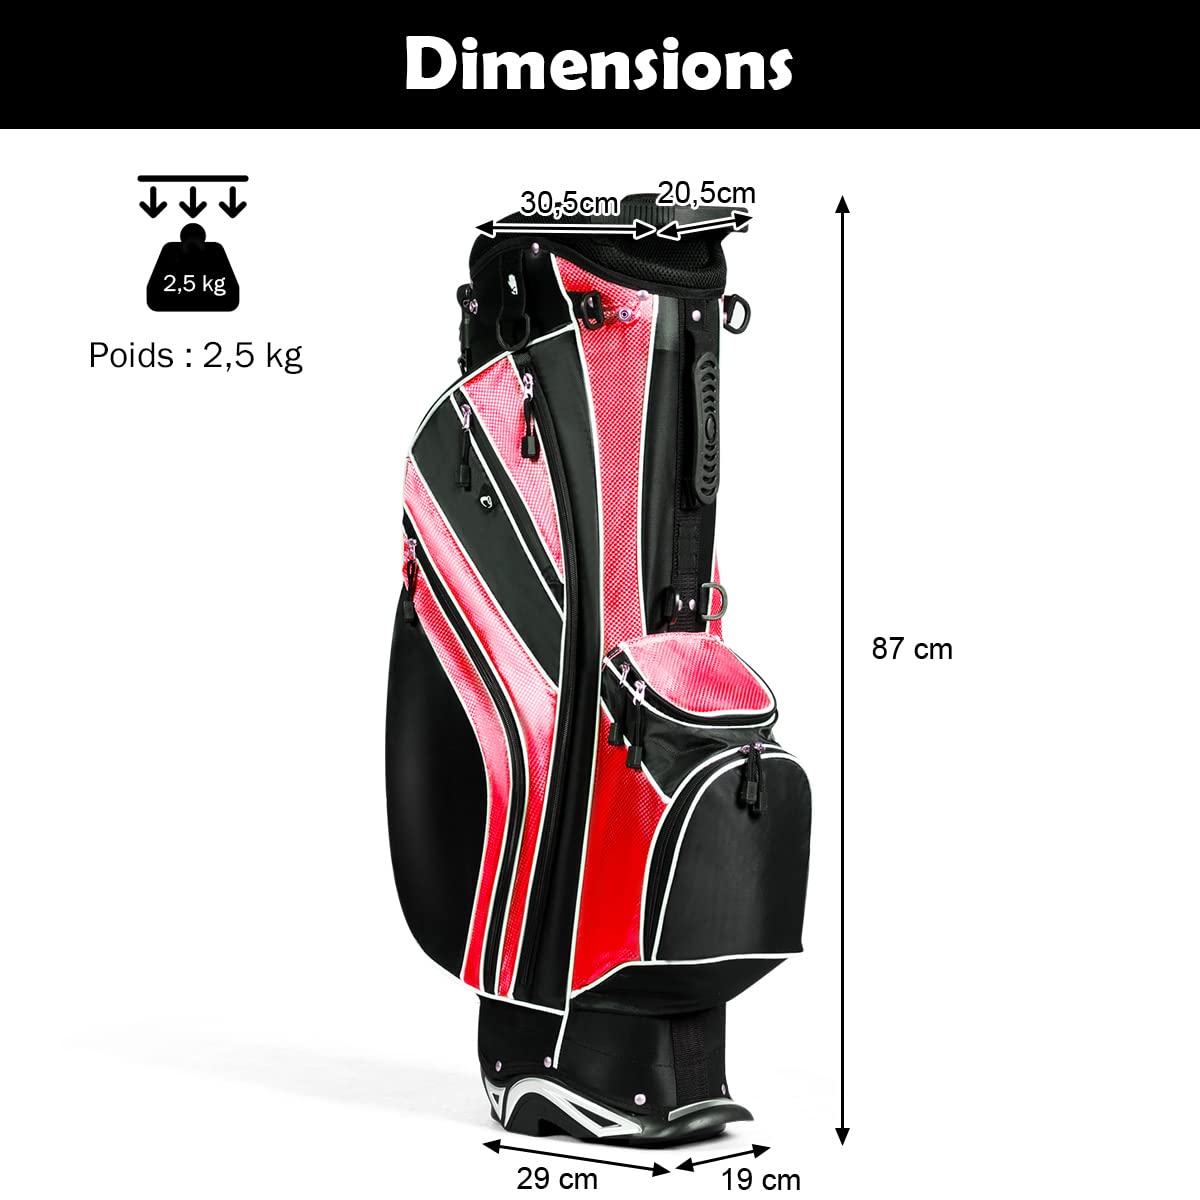 Dimensions
30,5cm
20,5cm
2,5 kg
Poids : 2,5 kg
87 cm
29 cm
19 cm